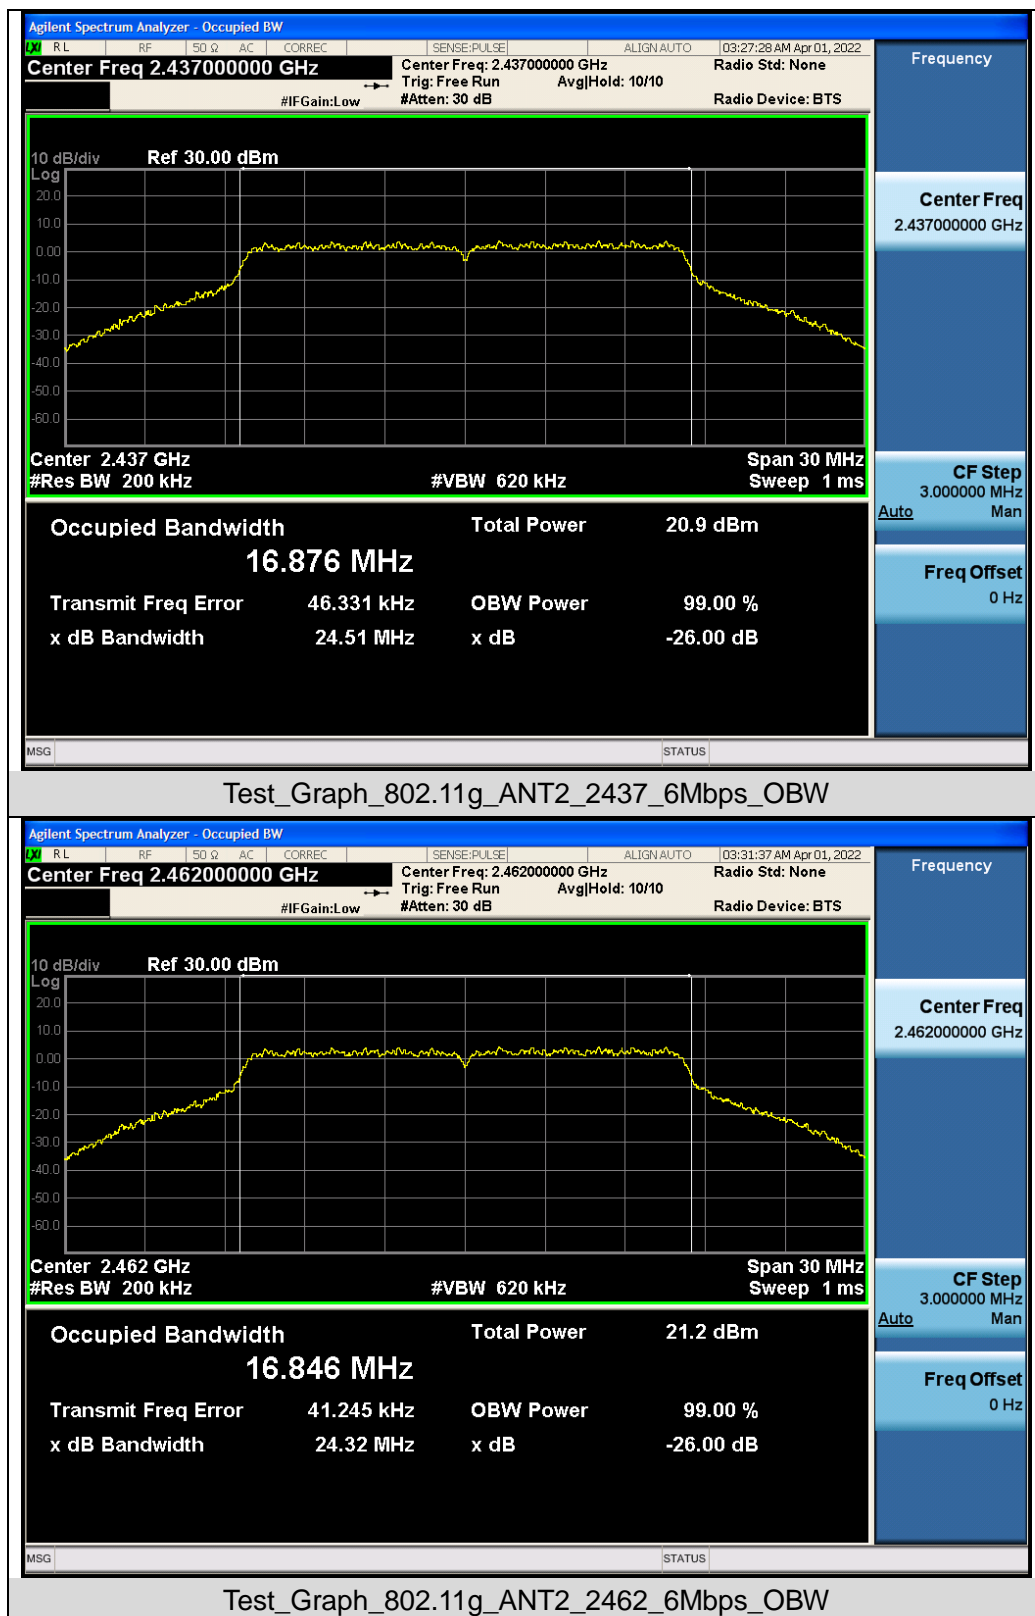 Agilent Spectrum Analyzer - Occupied BW
LXI RL RF 50 Ω AC CORREC SENSE:PULSE ALIGN AUTO 03:27:28 AM Apr 01, 2022
Center Freq 2.437000000 GHz
Center Freq: 2.437000000 GHz
Radio Std: None
Trig: Free Run Avg|Hold: 10/10
#IFGain:Low #Atten: 30 dB Radio Device: BTS
Frequency
10 dB/div Ref 30.00 dBm
Log
20.0
10.0
0.00
-10.0
-20.0
-30.0
-40.0
-50.0
-60.0
Center 2.437 GHz Span 30 MHz
#Res BW 200 kHz #VBW 620 kHz Sweep 1 ms
Center Freq
2.437000000 GHz
CF Step
3.000000 MHz
Auto Man
Freq Offset
0 Hz
Occupied Bandwidth Total Power 20.9 dBm
16.876 MHz
Transmit Freq Error 46.331 kHz OBW Power 99.00 %
x dB Bandwidth 24.51 MHz x dB -26.00 dB
MSG STATUS
Test_Graph_802.11g_ANT2_2437_6Mbps_OBW
Agilent Spectrum Analyzer - Occupied BW
LXI RL RF 50 Ω AC CORREC SENSE:PULSE ALIGN AUTO 03:31:37 AM Apr 01, 2022
Center Freq 2.462000000 GHz
Center Freq: 2.462000000 GHz
Radio Std: None
Trig: Free Run Avg|Hold: 10/10
#IFGain:Low #Atten: 30 dB Radio Device: BTS
Frequency
10 dB/div Ref 30.00 dBm
Log
20.0
10.0
0.00
-10.0
-20.0
-30.0
-40.0
-50.0
-60.0
Center 2.462 GHz Span 30 MHz
#Res BW 200 kHz #VBW 620 kHz Sweep 1 ms
Center Freq
2.462000000 GHz
CF Step
3.000000 MHz
Auto Man
Freq Offset
0 Hz
Occupied Bandwidth Total Power 21.2 dBm
16.846 MHz
Transmit Freq Error 41.245 kHz OBW Power 99.00 %
x dB Bandwidth 24.32 MHz x dB -26.00 dB
MSG STATUS
Test_Graph_802.11g_ANT2_2462_6Mbps_OBW